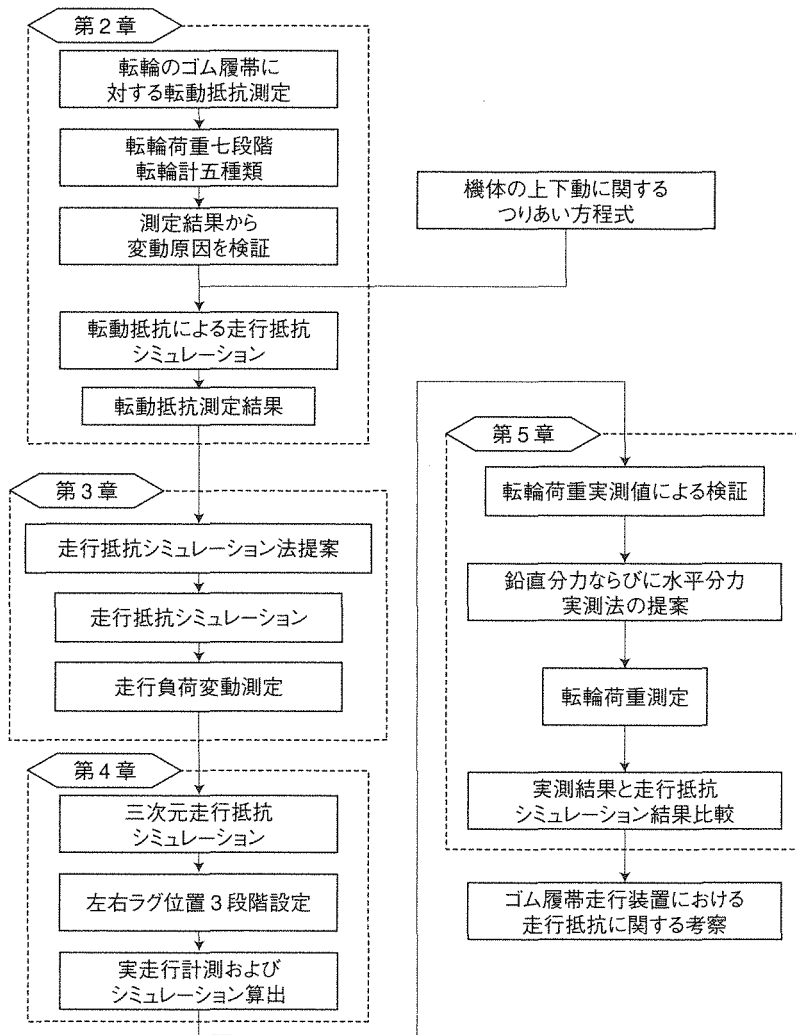 第2章
転輪のゴム履帯に
対する転動抵抗測定
転輪荷重七段階
転輪計五種類
測定結果から
変動原因を検証
機体の上下動に関する
つりあい方程式
転動抵抗による走行抵抗
シミュレーション
転動抵抗測定結果
第3章
走行抵抗シミュレーション法提案
走行抵抗シミュレーション
走行負荷変動測定
第4章
三次元走行抵抗
シミュレーション
左右ラグ位置3段階設定
実走行計測および
シミュレーション算出
第5章
転輪荷重実測値による検証
鉛直分力ならびに水平分力
実測法の提案
転輪荷重測定
実測結果と走行抵抗
シミュレーション結果比較
ゴム履帯走行装置における
走行抵抗に関する考察